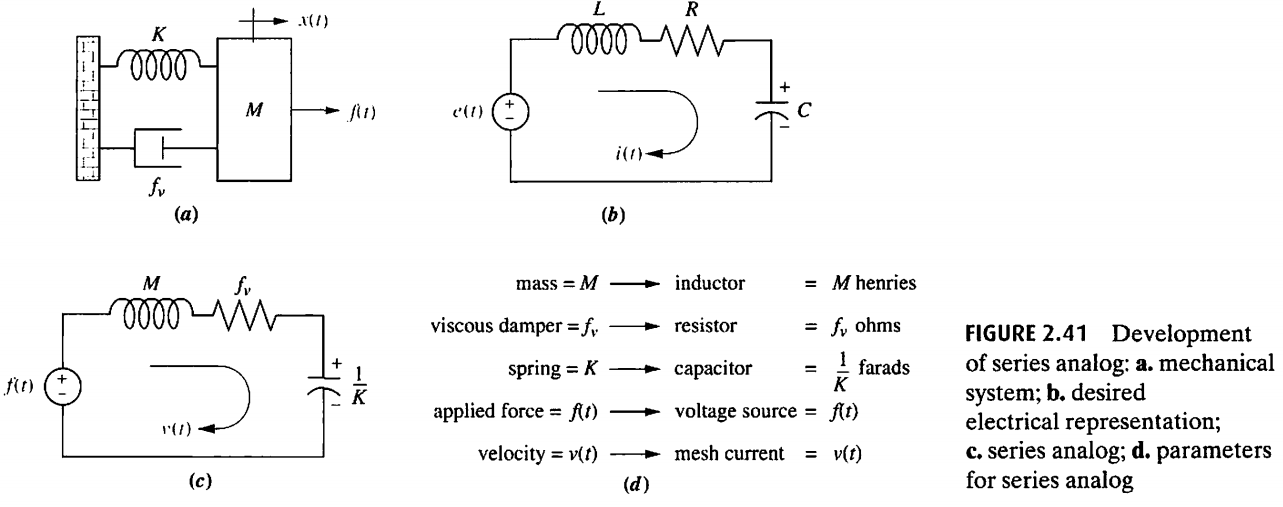 x(t)
K
M
f(t)
f_v
(a)
L
R
e(t)
+
−
+
C
−
i(t)
(b)
M
f_v
f(t)
+
−
+
1/K
−
v(t)
(c)
mass = M → inductor = M henries
viscous damper = f_v → resistor = f_v ohms
spring = K → capacitor = 1/K farads
applied force = f(t) → voltage source = f(t)
velocity = v(t) → mesh current = v(t)
(d)
FIGURE 2.41 Development
of series analog: a. mechanical
system; b. desired
electrical representation;
c. series analog; d. parameters
for series analog